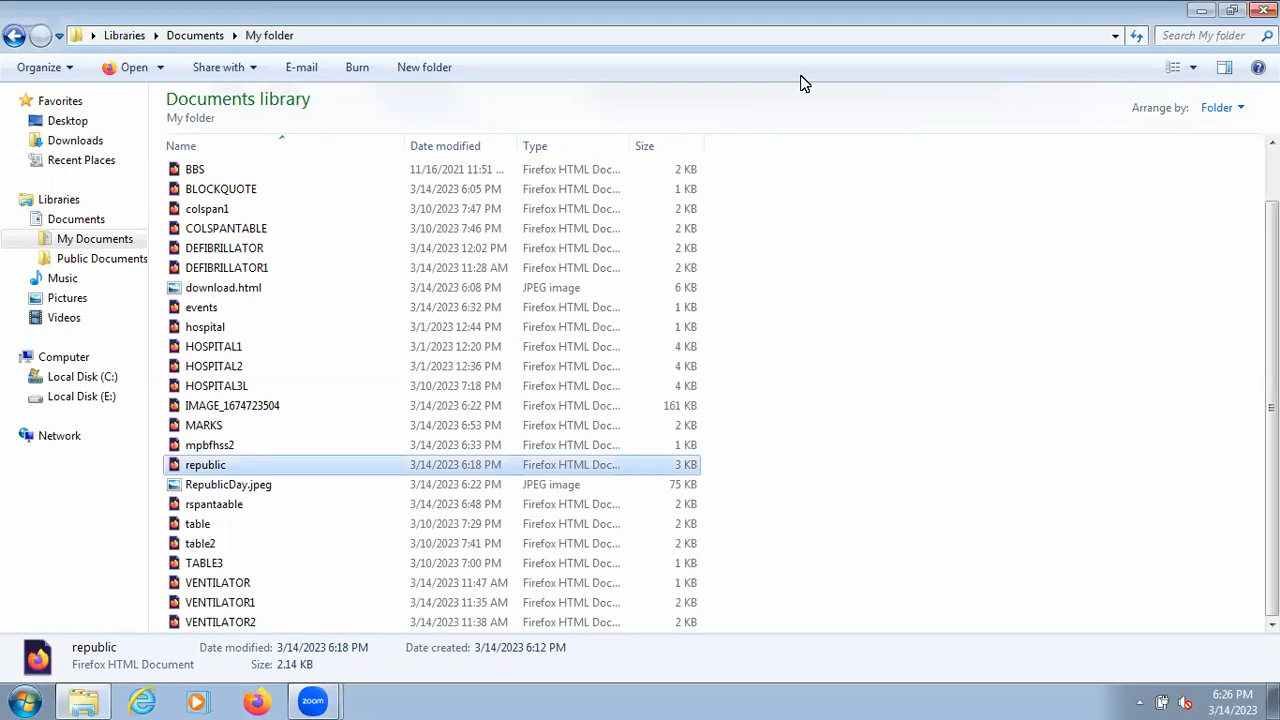 Libraries Documents My folder Search My folder
Organize Open Share with E-mail Burn New folder
Documents library
My folder
Arrange by: Folder
Favorites
Desktop
Downloads
Recent Places
Libraries
Documents
My Documents
Public Documents
Music
Pictures
Videos
Computer
Local Disk (C:)
Local Disk (E:)
Network
Name Date modified Type Size
BBS 11/16/2021 11:51 ... Firefox HTML Doc... 2 KB
BLOCKQUOTE 3/14/2023 6:05 PM Firefox HTML Doc... 1 KB
colspan1 3/10/2023 7:47 PM Firefox HTML Doc... 2 KB
COLSPANTABLE 3/10/2023 7:46 PM Firefox HTML Doc... 2 KB
DEFIBRILLATOR 3/14/2023 12:02 PM Firefox HTML Doc... 2 KB
DEFIBRILLATOR1 3/14/2023 11:28 AM Firefox HTML Doc... 2 KB
download.html 3/14/2023 6:08 PM JPEG image 6 KB
events 3/14/2023 6:32 PM Firefox HTML Doc... 1 KB
hospital 3/1/2023 12:44 PM Firefox HTML Doc... 1 KB
HOSPITAL1 3/1/2023 12:20 PM Firefox HTML Doc... 4 KB
HOSPITAL2 3/1/2023 12:36 PM Firefox HTML Doc... 4 KB
HOSPITAL3L 3/10/2023 7:18 PM Firefox HTML Doc... 4 KB
IMAGE_1674723504 3/14/2023 6:22 PM Firefox HTML Doc... 161 KB
MARKS 3/14/2023 6:53 PM Firefox HTML Doc... 2 KB
mpbfhss2 3/14/2023 6:33 PM Firefox HTML Doc... 1 KB
republic 3/14/2023 6:18 PM Firefox HTML Doc... 3 KB
RepublicDay.jpeg 3/14/2023 6:22 PM JPEG image 75 KB
rspantaable 3/14/2023 6:48 PM Firefox HTML Doc... 2 KB
table 3/10/2023 7:29 PM Firefox HTML Doc... 2 KB
table2 3/10/2023 7:41 PM Firefox HTML Doc... 2 KB
TABLE3 3/10/2023 7:00 PM Firefox HTML Doc... 2 KB
VENTILATOR 3/14/2023 11:47 AM Firefox HTML Doc... 1 KB
VENTILATOR1 3/14/2023 11:35 AM Firefox HTML Doc... 2 KB
VENTILATOR2 3/14/2023 11:38 AM Firefox HTML Doc... 2 KB
republic Date modified: 3/14/2023 6:18 PM Date created: 3/14/2023 6:12 PM
Firefox HTML Document Size: 2.14 KB
zoom
6:26 PM
3/14/2023